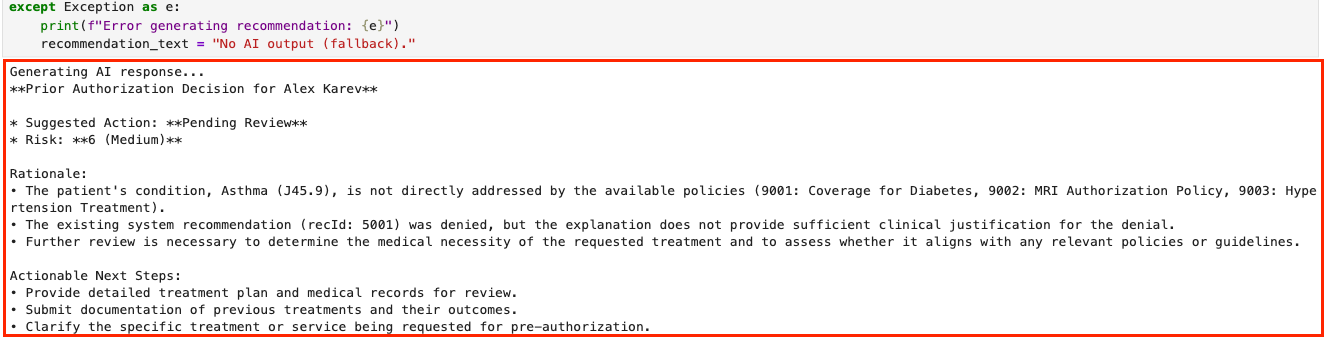 except Exception as e:
    print(f"Error generating recommendation: {e}")
    recommendation_text = "No AI output (fallback)."
Generating AI response...
**Prior Authorization Decision for Alex Karev**
* Suggested Action: **Pending Review**
* Risk: **6 (Medium)**
Rationale:
• The patient's condition, Asthma (J45.9), is not directly addressed by the available policies (9001: Coverage for Diabetes, 9002: MRI Authorization Policy, 9003: Hype
rtension Treatment).
• The existing system recommendation (recId: 5001) was denied, but the explanation does not provide sufficient clinical justification for the denial.
• Further review is necessary to determine the medical necessity of the requested treatment and to assess whether it aligns with any relevant policies or guidelines.
Actionable Next Steps:
• Provide detailed treatment plan and medical records for review.
• Submit documentation of previous treatments and their outcomes.
• Clarify the specific treatment or service being requested for pre-authorization.